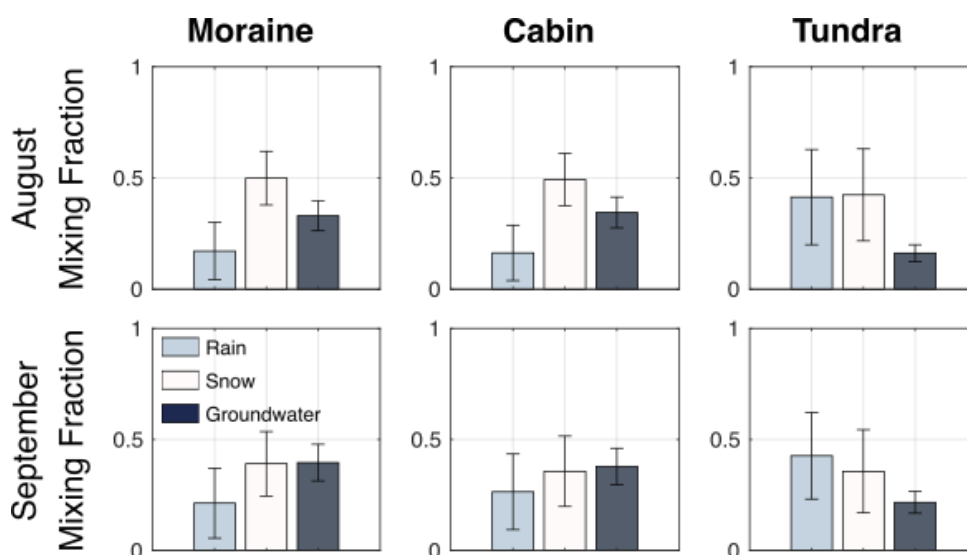 Moraine Cabin Tundra
August
Mixing Fraction
1 1 1
0.5 0.5 0.5
0 0 0
September
Mixing Fraction
1 1 1
Rain
Snow
Groundwater
0.5 0.5 0.5
0 0 0